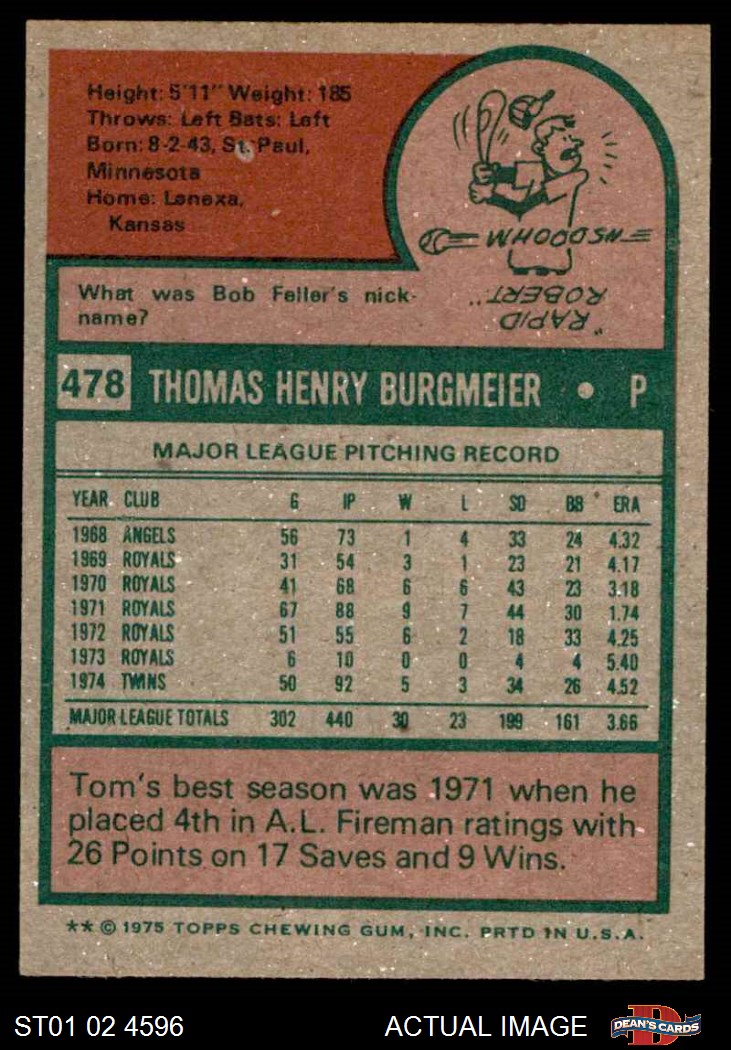 Height: 5'11" Weight: 185
Throws: Left Bats: Left
Born: 8-2-43, St. Paul,
Minnesota
Home: Lenexa,
Kansas
WHOOOSH
"RAPID
ROBERT"
What was Bob Feller's nick-
name?
478 THOMAS HENRY BURGMEIER • P
MAJOR LEAGUE PITCHING RECORD
YEAR CLUB G IP W L SO BB ERA
1968 ANGELS 56 73 1 4 33 24 4.32
1969 ROYALS 31 54 3 1 23 21 4.17
1970 ROYALS 41 68 6 6 43 23 3.18
1971 ROYALS 67 88 9 7 44 30 1.74
1972 ROYALS 51 55 6 2 18 33 4.25
1973 ROYALS 6 10 0 0 4 4 5.40
1974 TWINS 50 92 5 3 34 26 4.52
MAJOR LEAGUE TOTALS 302 440 30 23 199 161 3.66
Tom's best season was 1971 when he
placed 4th in A.L. Fireman ratings with
26 Points on 17 Saves and 9 Wins.
** © 1975 TOPPS CHEWING GUM, INC. PRTD IN U.S.A.
ST01 02 4596 ACTUAL IMAGE
D
DEAN'S CARDS